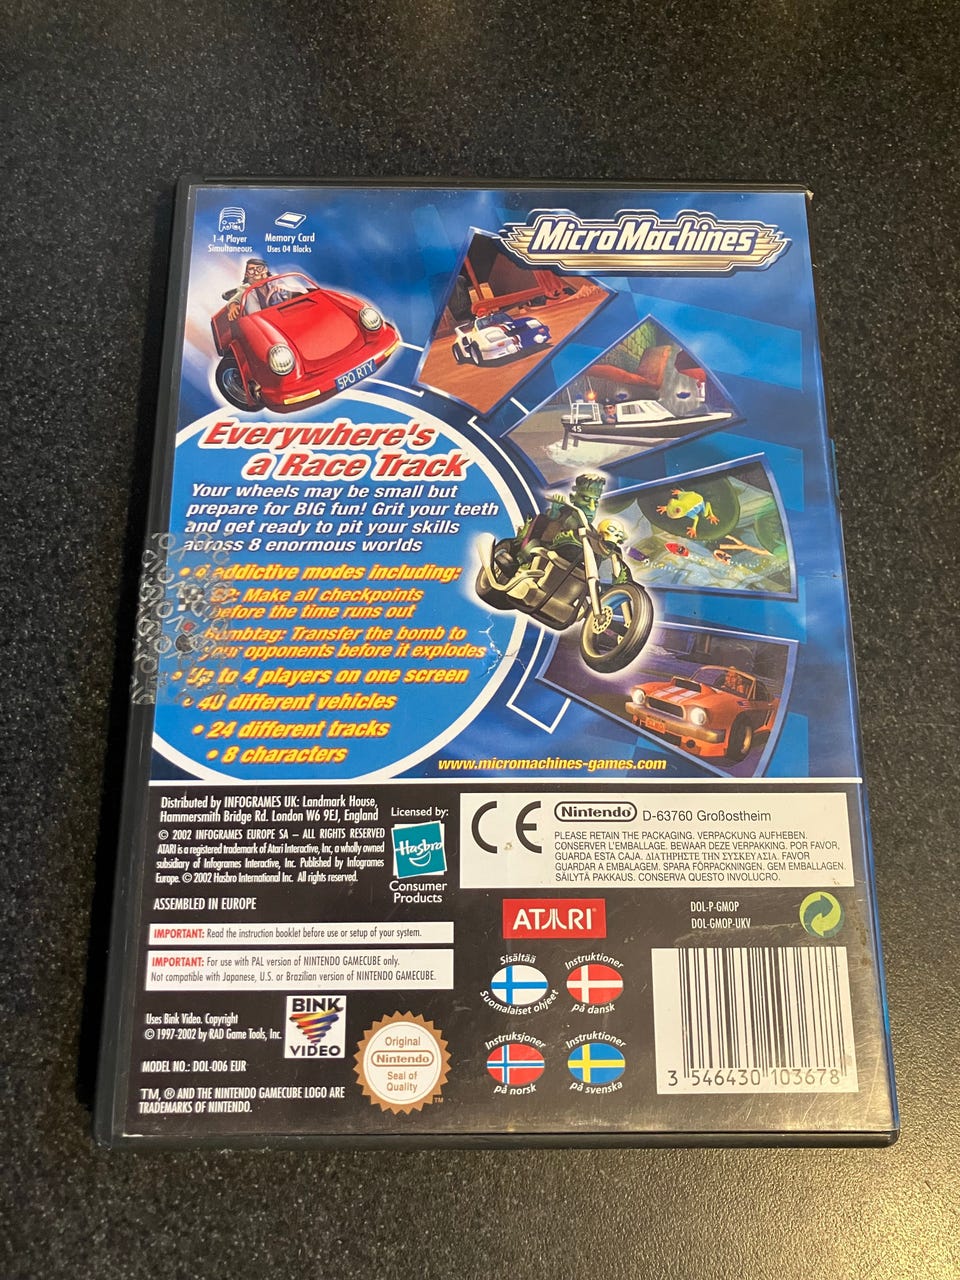 1-4 Player
Simultaneous
Memory Card
Uses 04 Blocks
MicroMachines
SPO RTY
45
Everywhere's
a Race Track
Your wheels may be small but
prepare for BIG fun! Grit your teeth
and get ready to pit your skills
across 8 enormous worlds
• addictive modes including:
Make all checkpoints
before the time runs out
Bombtag: Transfer the bomb to
your opponents before it explodes
• Up to 4 players on one screen
• 40 different vehicles
• 24 different tracks
• 8 characters
www.micromachines-games.com
Distributed by INFOGRAMES UK: Landmark House,
Hammersmith Bridge Rd. London W6 9EJ, England
© 2002 INFOGRAMES EUROPE SA – ALL RIGHTS RESERVED
ATARI is a registered trademark of Atari Interactive, Inc, a wholly owned
subsidiary of Infogrames Interactive, Inc. Published by Infogrames
Europe. © 2002 Hasbro International Inc. All rights reserved.
ASSEMBLED IN EUROPE
Licensed by:
Hasbro
Consumer
Products
CE
Nintendo D-63760 Großostheim
PLEASE RETAIN THE PACKAGING. VERPACKUNG AUFHEBEN.
CONSERVER L'EMBALLAGE. BEWAAR DEZE VERPAKKING. POR FAVOR,
GUARDA ESTA CAJA. ΔΙΑΤΗΡΗΣΤΕ ΤΗΝ ΣΥΣΚΕΥΑΣΙΑ. FAVOR
GUARDAR A EMBALAGEM. SPARA FÖRPACKNINGEN. GEM EMBALLAGEN.
SÄILYTÄ PAKKAUS. CONSERVA QUESTO INVOLUCRO.
IMPORTANT: Read the instruction booklet before use or setup of your system.
IMPORTANT: For use with PAL version of NINTENDO GAMECUBE only.
Not compatible with Japanese, U.S. or Brazilian version of NINTENDO GAMECUBE.
ATARI®
DOL-P-GMOP
DOL-GMOP-UKV
Sisältää
Suomalaiset ohjeet
Instruktioner
på dansk
Instruksjoner
på norsk
Instruktioner
på svenska
Uses Bink Video. Copyright
© 1997-2002 by RAD Game Tools, Inc.
BINK
VIDEO
MODEL NO.: DOL-006 EUR
Original
Nintendo
Seal of
Quality
TM
TM, ® AND THE NINTENDO GAMECUBE LOGO ARE
TRADEMARKS OF NINTENDO.
3 546430 103678